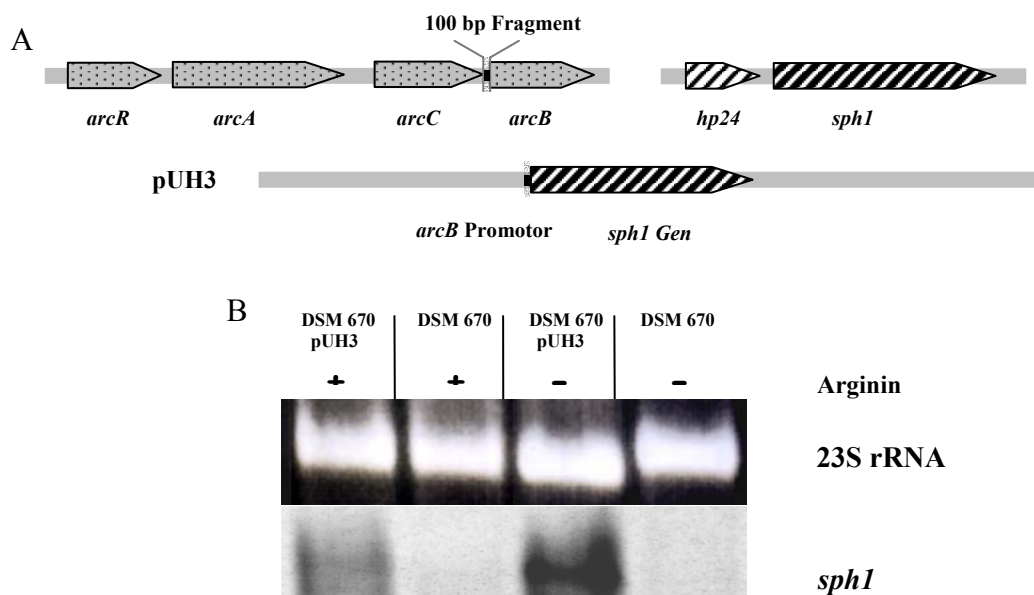 A
100 bp Fragment
arcR arcA arcC arcB hp24 sph1
pUH3
arcB Promotor sph1 Gen
B
DSM 670 DSM 670 DSM 670 DSM 670
pUH3 pUH3
+ + - - Arginin
23S rRNA
sph1